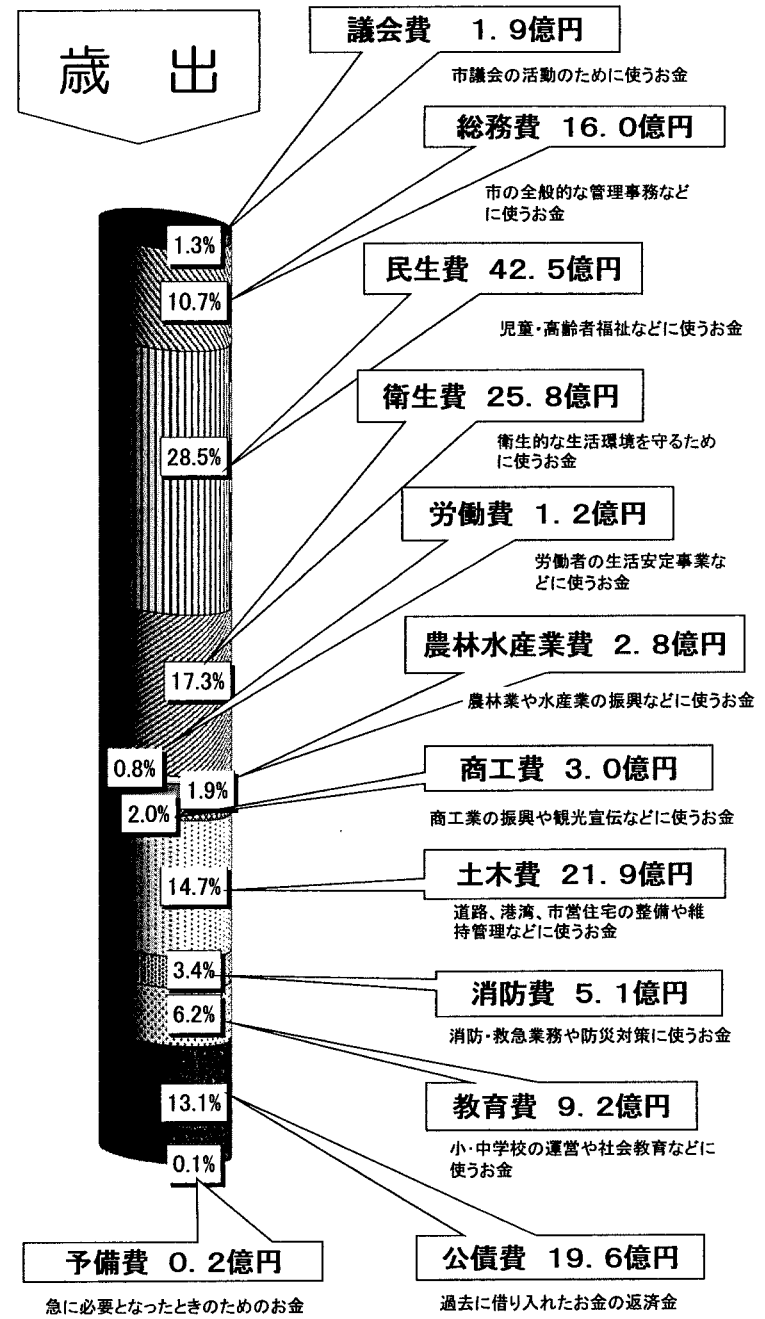 歳 出
議会費 1.9億円
市議会の活動のために使うお金
総務費 16.0億円
市の全般的な管理事務など
に使うお金
1.3%
10.7%
民生費 42.5億円
児童・高齢者福祉などに使うお金
28.5%
衛生費 25.8億円
衛生的な生活環境を守るため
に使うお金
労働費 1.2億円
労働者の生活安定事業な
どに使うお金
17.3%
農林水産業費 2.8億円
農林業や水産業の振興などに使うお金
0.8%
1.9%
2.0%
商工費 3.0億円
商工業の振興や観光宣伝などに使うお金
14.7%
土木費 21.9億円
道路、港湾、市営住宅の整備や維
持管理などに使うお金
3.4%
消防費 5.1億円
消防・救急業務や防災対策に使うお金
6.2%
教育費 9.2億円
小・中学校の運営や社会教育などに
使うお金
13.1%
0.1%
予備費 0.2億円
急に必要となったときのためのお金
公債費 19.6億円
過去に借り入れたお金の返済金